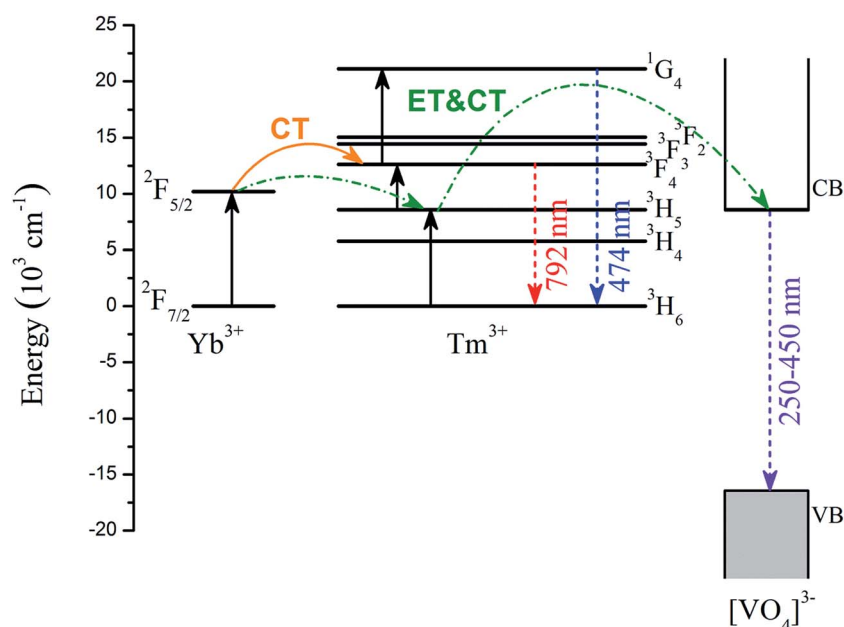 Energy (10³ cm⁻¹)
25
20
15
10
5
0
-5
-10
-15
-20
²F₅/₂
²F₇/₂
Yb³⁺
CT
ET&CT
¹G₄
³F₂
³F₃
³F₄
³H₅
³H₄
³H₆
792 nm
474 nm
Tm³⁺
CB
250-450 nm
VB
[VO₄]³⁻